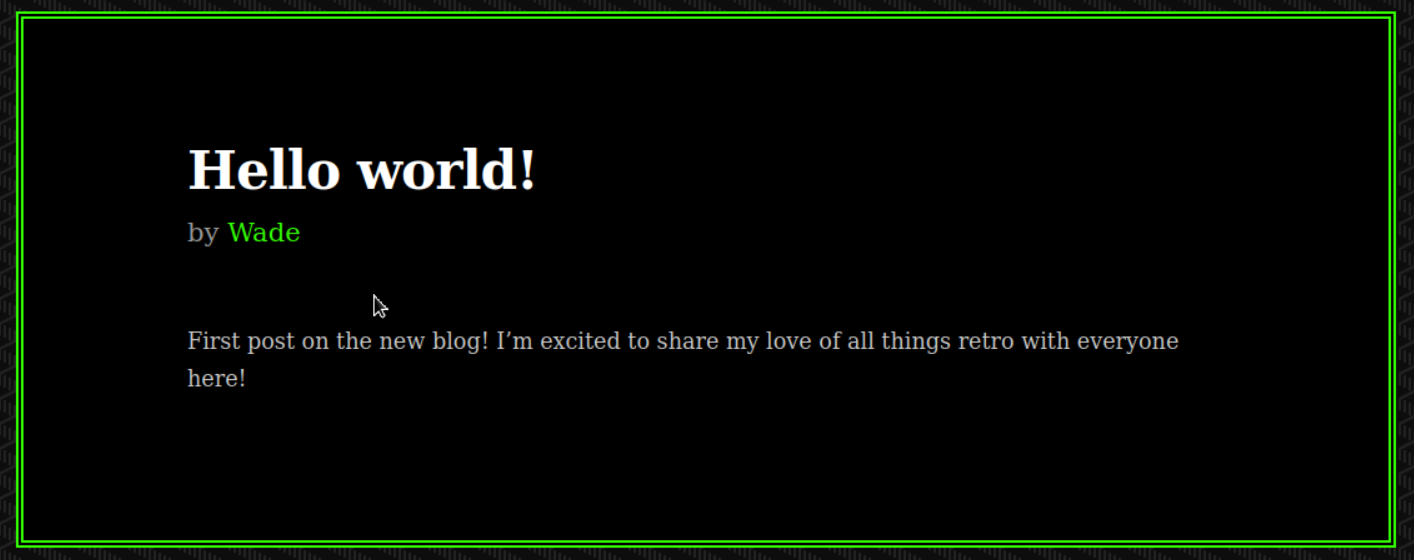 Hello world!
by Wade
First post on the new blog! I’m excited to share my love of all things retro with everyone
here!